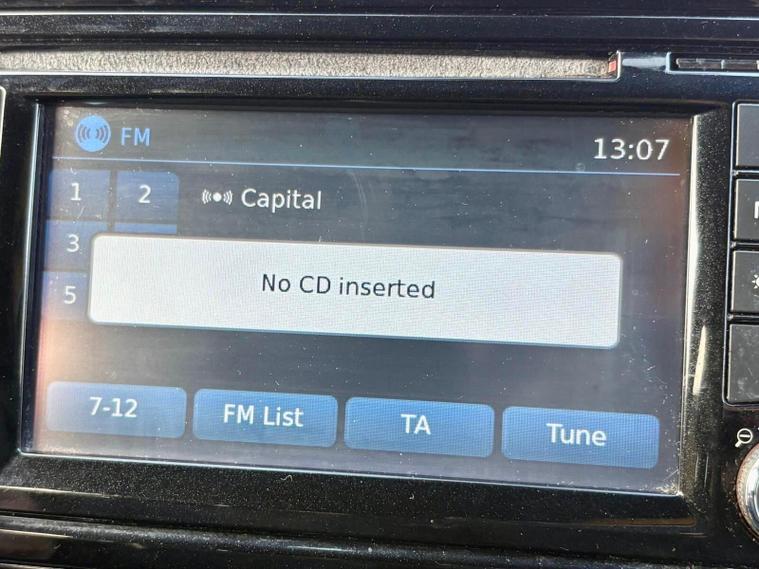 FM
13:07
1
2
Capital
3
No CD inserted
5
7-12
FM List
TA
Tune